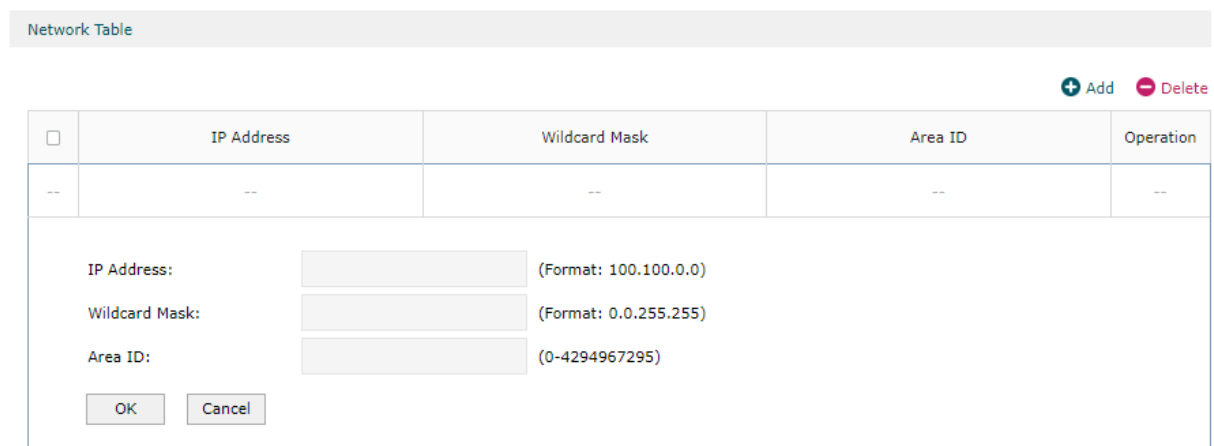 Network Table
Add Delete
IP Address Wildcard Mask Area ID Operation
-- -- -- -- --
IP Address: (Format: 100.100.0.0)
Wildcard Mask: (Format: 0.0.255.255)
Area ID: (0-4294967295)
OK Cancel